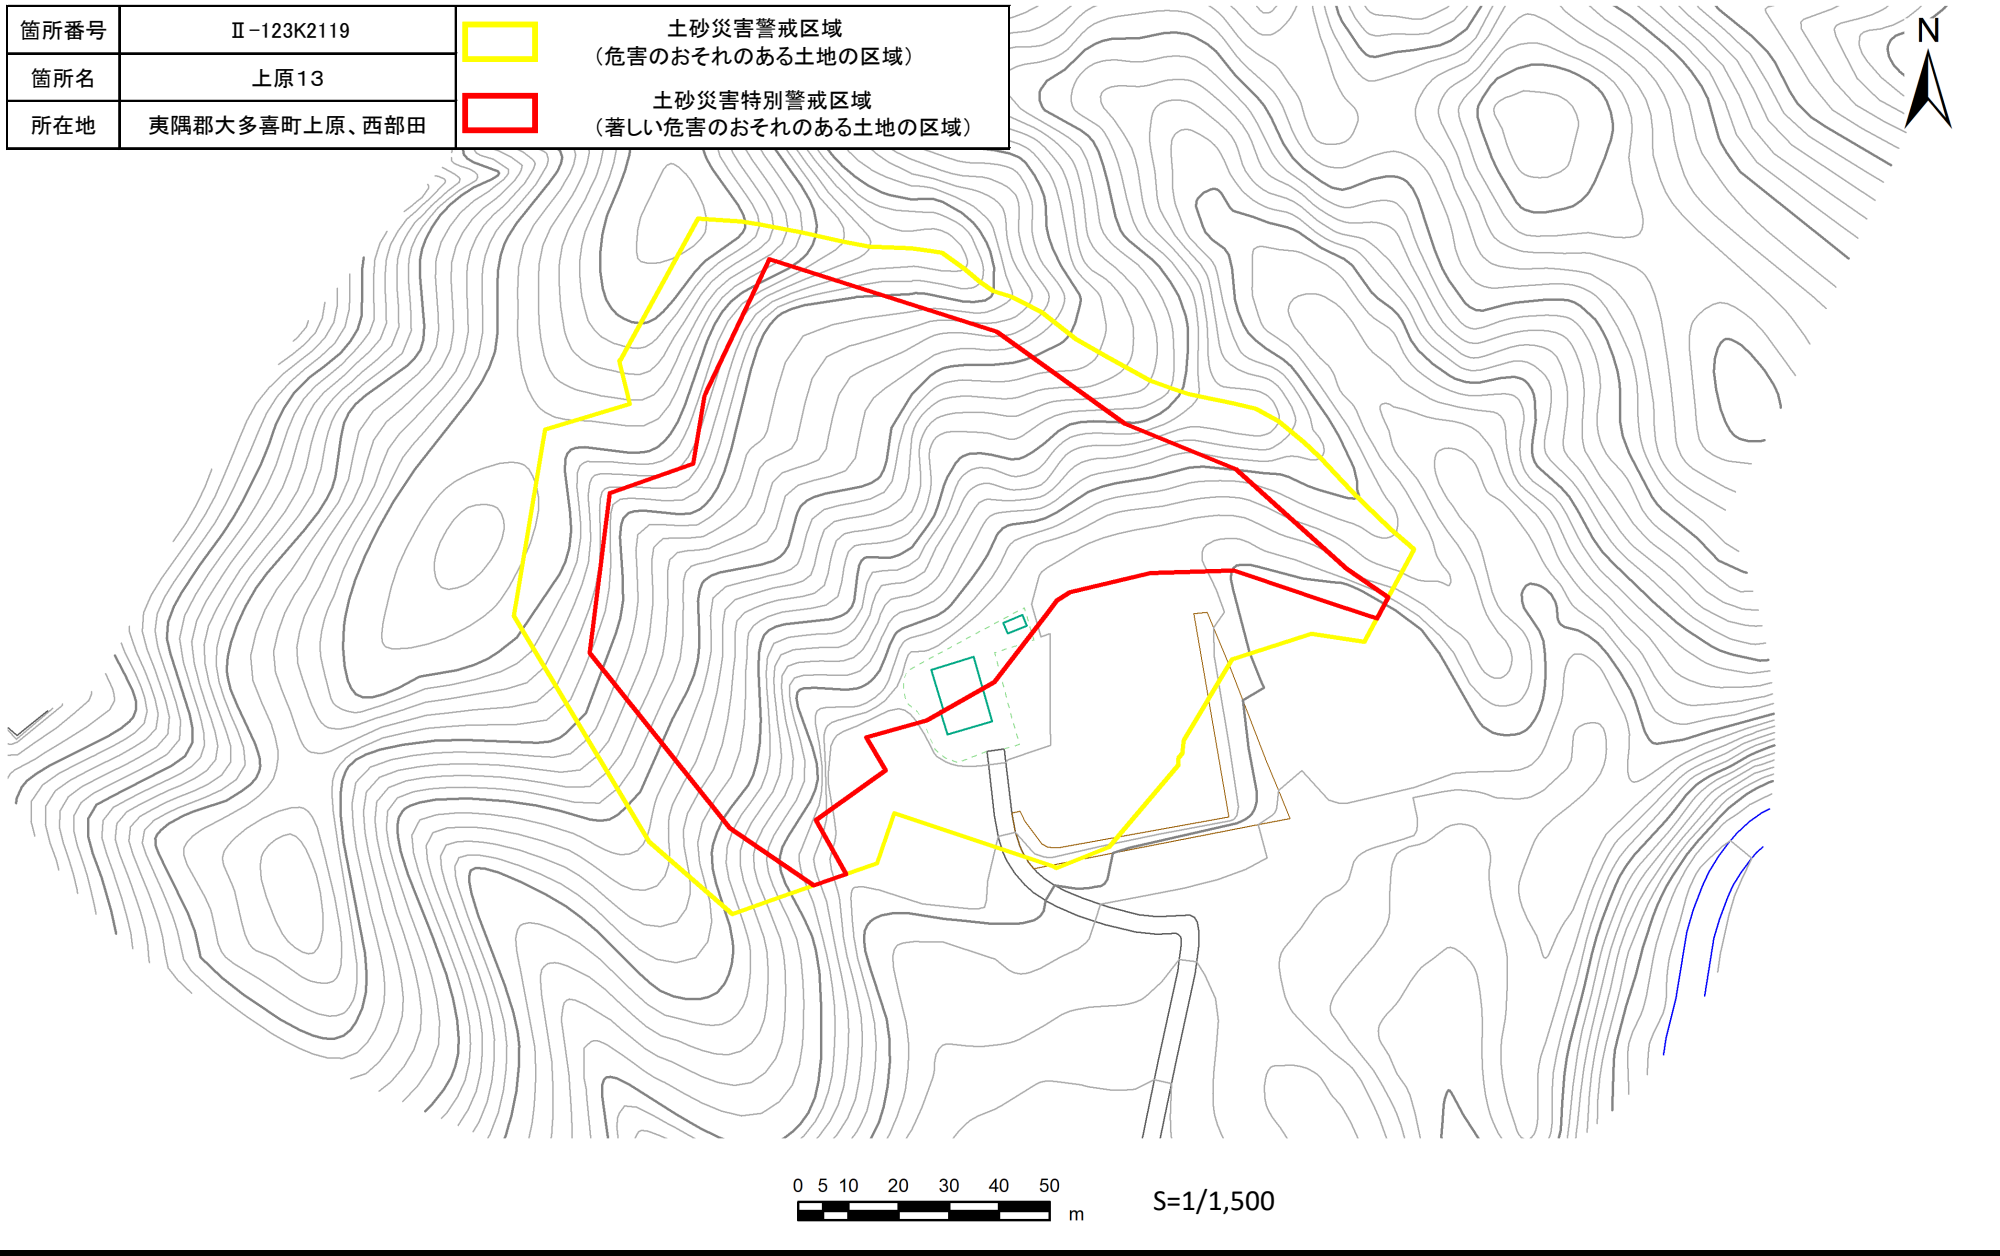 箇所番号 Ⅱ-123K2119
箇所名 上原13
所在地 夷隅郡大多喜町上原、西部田
土砂災害警戒区域
(危害のおそれのある土地の区域)
土砂災害特別警戒区域
(著しい危害のおそれのある土地の区域)
N
0 5 10 20 30 40 50
m
S=1/1,500